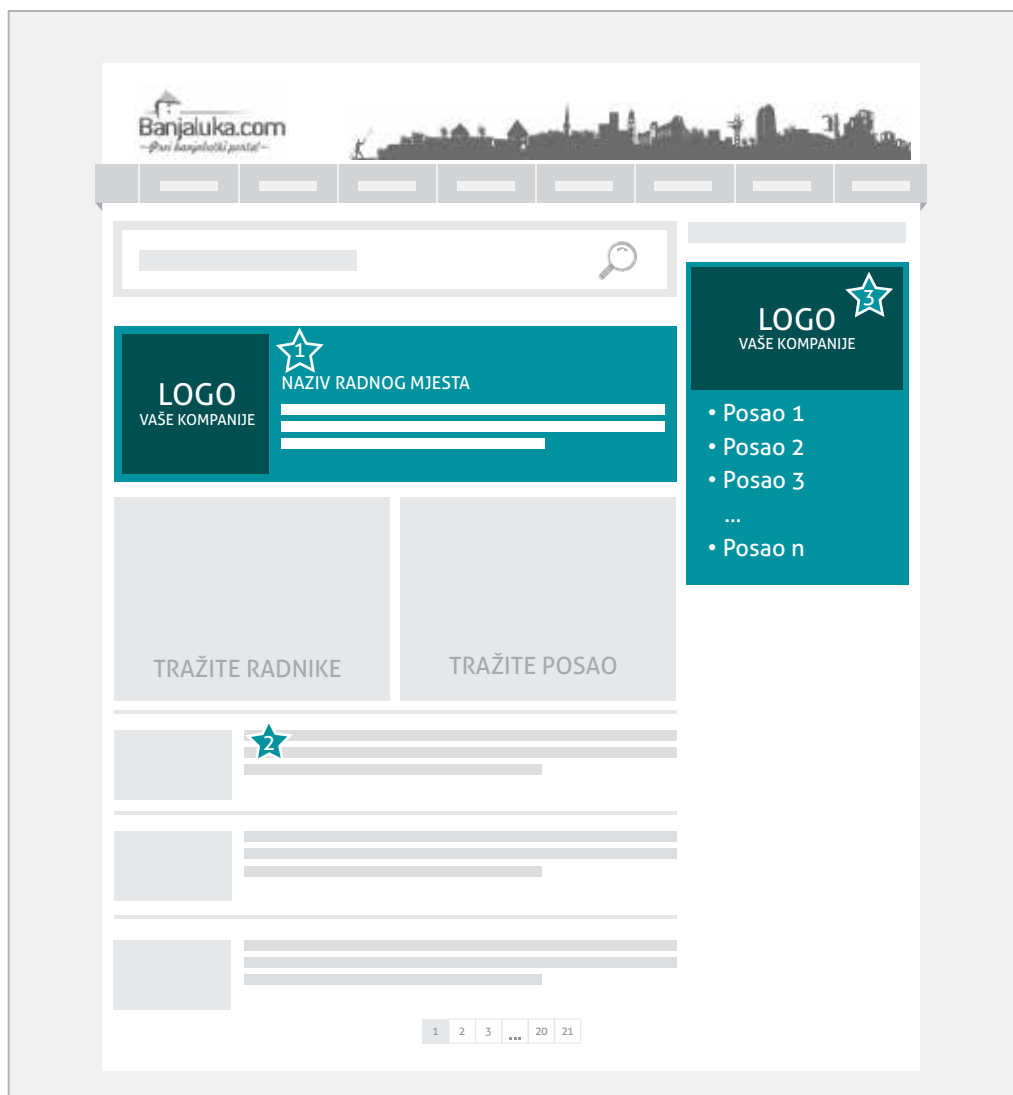 Banjaluka.com
-Prvi banjalučki portal-
1
LOGO
VAŠE KOMPANIJE
NAZIV RADNOG MJESTA
TRAŽITE RADNIKE
TRAŽITE POSAO
2
1 2 3 ... 20 21
3
LOGO
VAŠE KOMPANIJE
• Posao 1
• Posao 2
• Posao 3
...
• Posao n